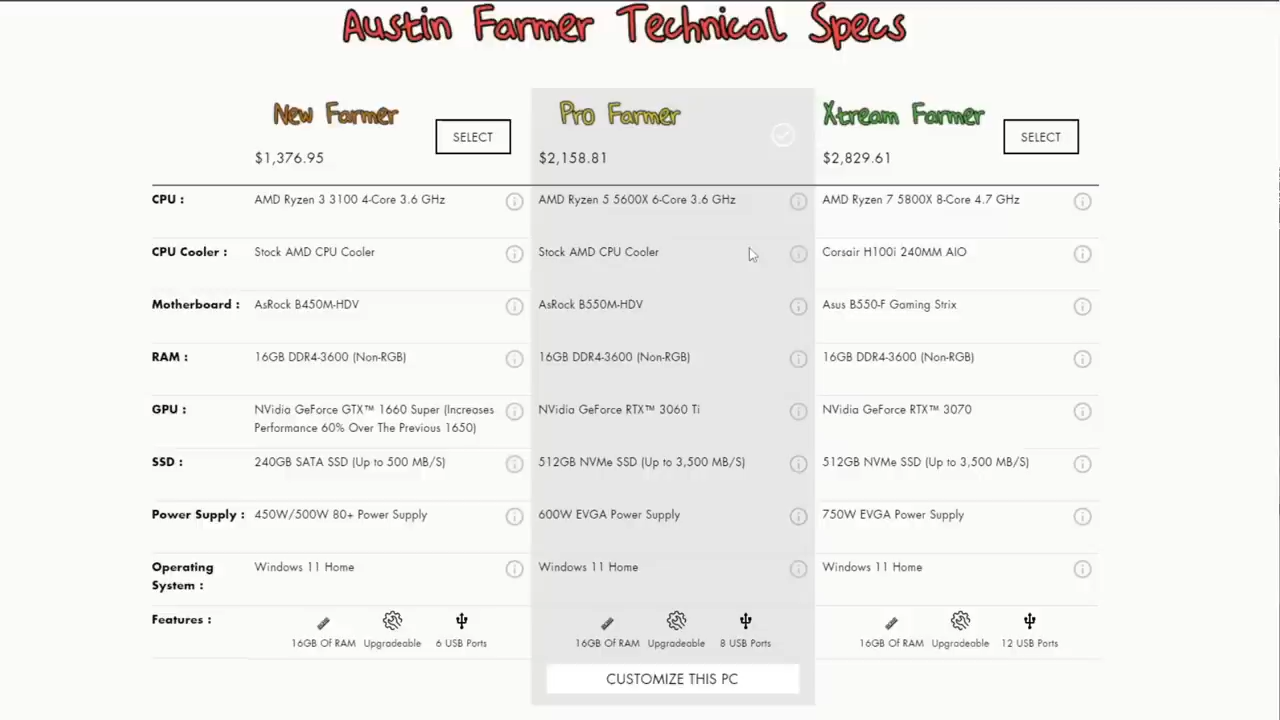 Austin Farmer Technical Specs
New Farmer
SELECT
$1,376.95
Pro Farmer
$2,158.81
Xtream Farmer
SELECT
$2,829.61
CPU : AMD Ryzen 3 3100 4-Core 3.6 GHz AMD Ryzen 5 5600X 6-Core 3.6 GHz AMD Ryzen 7 5800X 8-Core 4.7 GHz
CPU Cooler : Stock AMD CPU Cooler Stock AMD CPU Cooler Corsair H100i 240MM AIO
Motherboard : AsRock B450M-HDV AsRock B550M-HDV Asus B550-F Gaming Strix
RAM : 16GB DDR4-3600 (Non-RGB) 16GB DDR4-3600 (Non-RGB) 16GB DDR4-3600 (Non-RGB)
GPU : NVidia GeForce GTX™ 1660 Super (Increases NVidia GeForce RTX™ 3060 Ti NVidia GeForce RTX™ 3070
Performance 60% Over The Previous 1650)
SSD : 240GB SATA SSD (Up to 500 MB/S) 512GB NVMe SSD (Up to 3,500 MB/S) 512GB NVMe SSD (Up to 3,500 MB/S)
Power Supply : 450W/500W 80+ Power Supply 600W EVGA Power Supply 750W EVGA Power Supply
Operating Windows 11 Home Windows 11 Home Windows 11 Home
System :
Features : 16GB Of RAM Upgradeable 6 USB Ports 16GB Of RAM Upgradeable 8 USB Ports 16GB Of RAM Upgradeable 12 USB Ports
CUSTOMIZE THIS PC